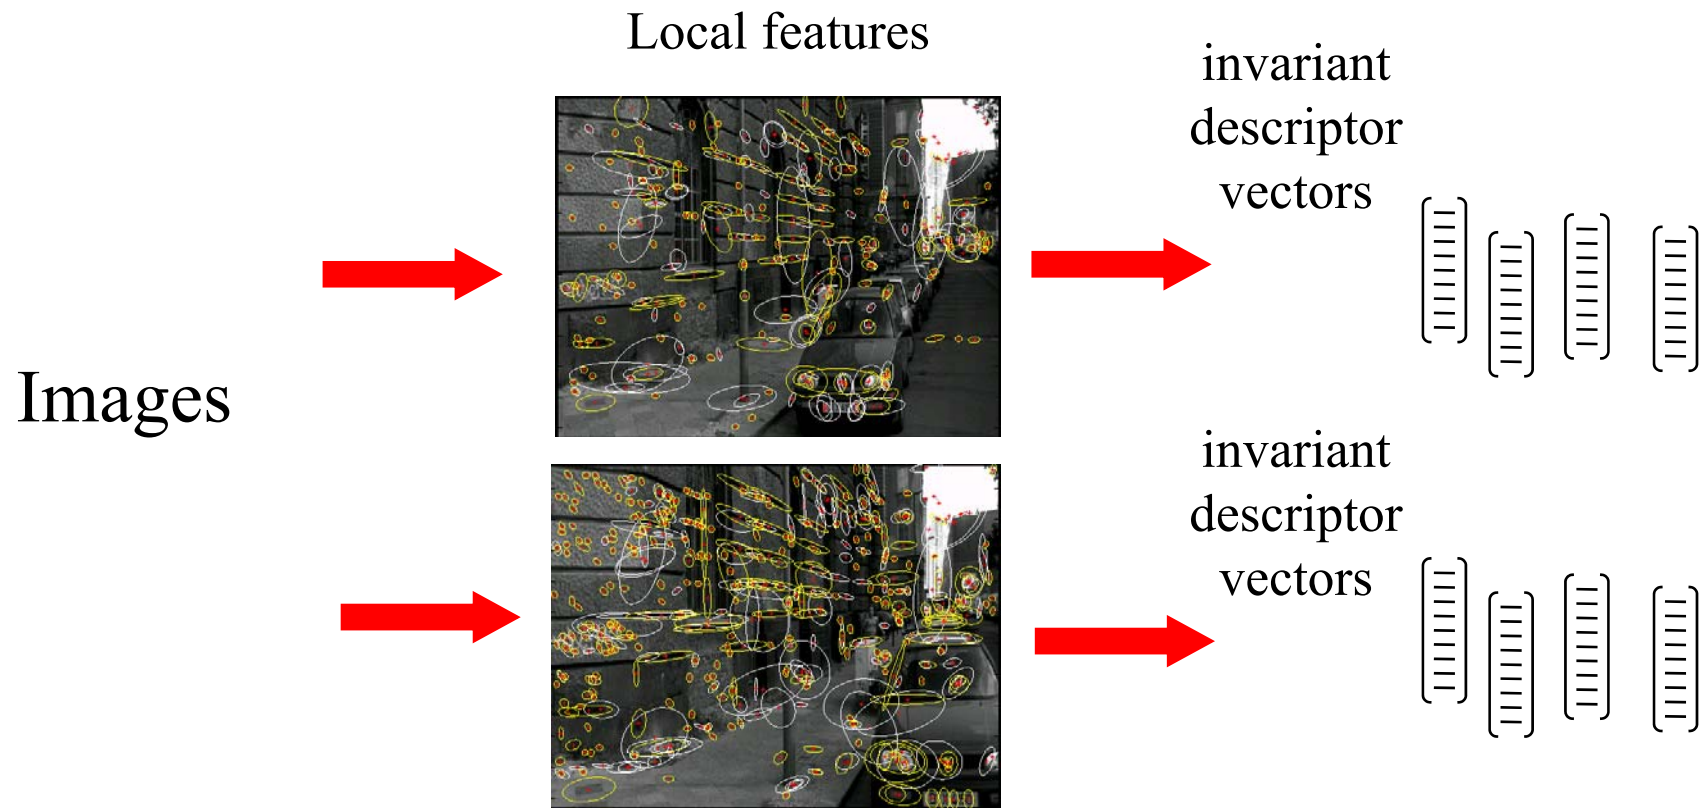 Local features
invariant
descriptor
vectors
Images
invariant
descriptor
vectors